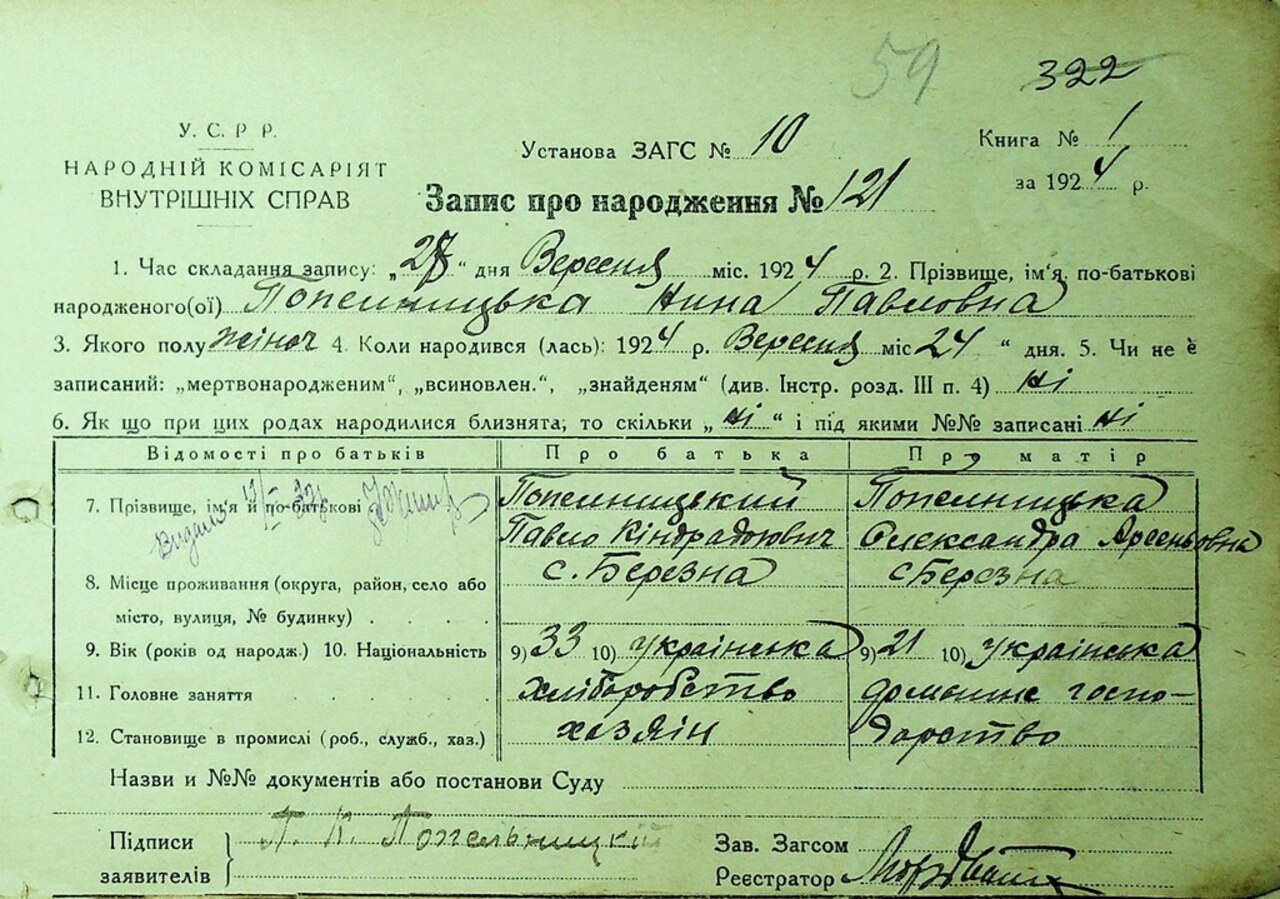 59
322
У. С. Р Р.
НАРОДНІЙ КОМІСАРІЯТ
ВНУТРІШНІХ СПРАВ
Установа ЗАГС № 10
Книга № 1
за 1924 р.
Запис про народження № 121
1. Час складання запису: „27“ дня Вересня міс. 1924 р. 2. Прізвище, ім'я, по-батькові
народженого(ої) Попельницька Нина Павловна
3. Якого полу жіноч 4. Коли народився (лась): 1924 р. Вересня міс 24 “ дня. 5. Чи не є
записаний: „мертвонародженим“, „всиновлен.“, „знайденям“ (див. Інстр. розд. III п. 4) ні
6. Як що при цих родах народилися близнята, то скільки „ ні “ і під якими №№ записані ні
Відомості про батьків Про батька Про матір
7. Прізвище, ім'я й по-батькові Попельницький Попельницька
Павло Кіндрадович Олександра Арсеньовна
8. Місце проживання (округа, район, село або с. Березна с Березна
місто, вулиця, № будинку) . . . .
9. Вік (років од народж.) 10. Національність 9) 33 10) українська 9) 21 10) українська
11. Головне заняття . . . . хліборобство домашнє госпо-
12. Становище в промислі (роб., служб., хаз.) хазяін дарство
Назви и №№ документів або постанови Суду
Підписи
заявителів
П. К. Попельницкій
Зав. Загсом
Реєстратор